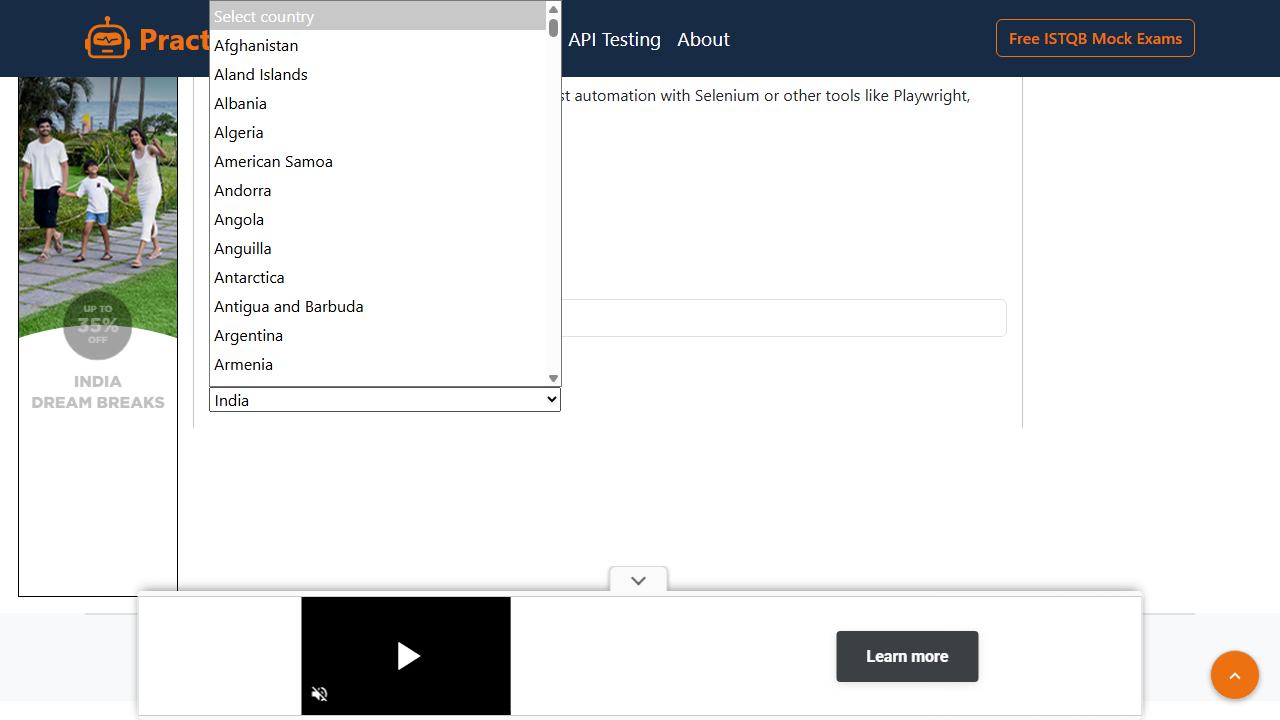 Pract
API Testing
About
Free ISTQB Mock Exams
Select country
Afghanistan
Aland Islands
Albania
Algeria
American Samoa
Andorra
Angola
Anguilla
Antarctica
Antigua and Barbuda
Argentina
Armenia
India
st automation with Selenium or other tools like Playwright,
UP TO
35%
OFF
INDIA
DREAM BREAKS
Learn more